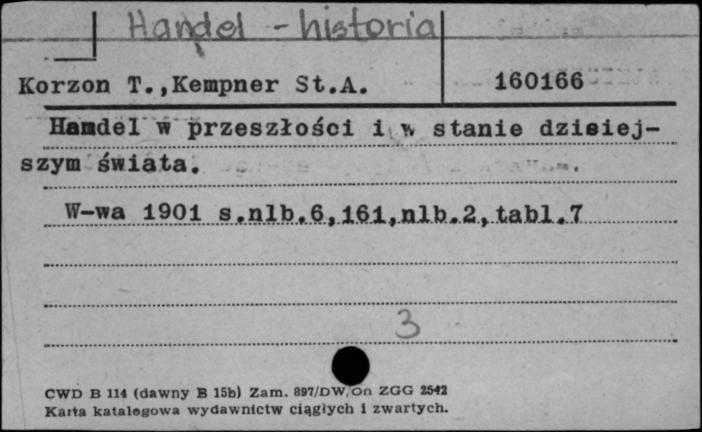 Handel - historia
Korzon T.,Kempner St.A. 160166
Handel w przeszłości i w stanie dzisiej-
szym świata.
W-wa 1901 s.nlb.6,161,nlb.2,tabl.7
3
CWD B 114 (dawny B 15b) Zam. 897/DW/On ZGG 2542
Karta katalogowa wydawnictw ciągłych i zwartych.